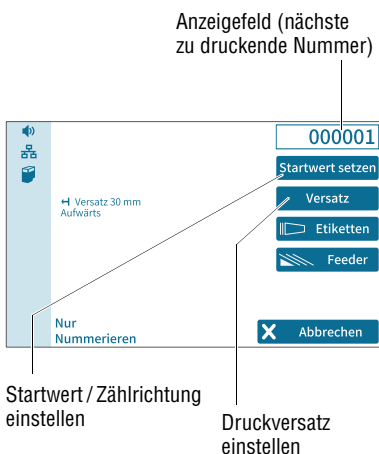 Anzeigefeld (nächste
zu druckende Nummer)
000001
Startwert setzen
Versatz 30 mm
Aufwärts
Versatz
Etiketten
Feeder
Nur
Nummerieren
Abbrechen
Startwert / Zählrichtung
einstellen
Druckversatz
einstellen